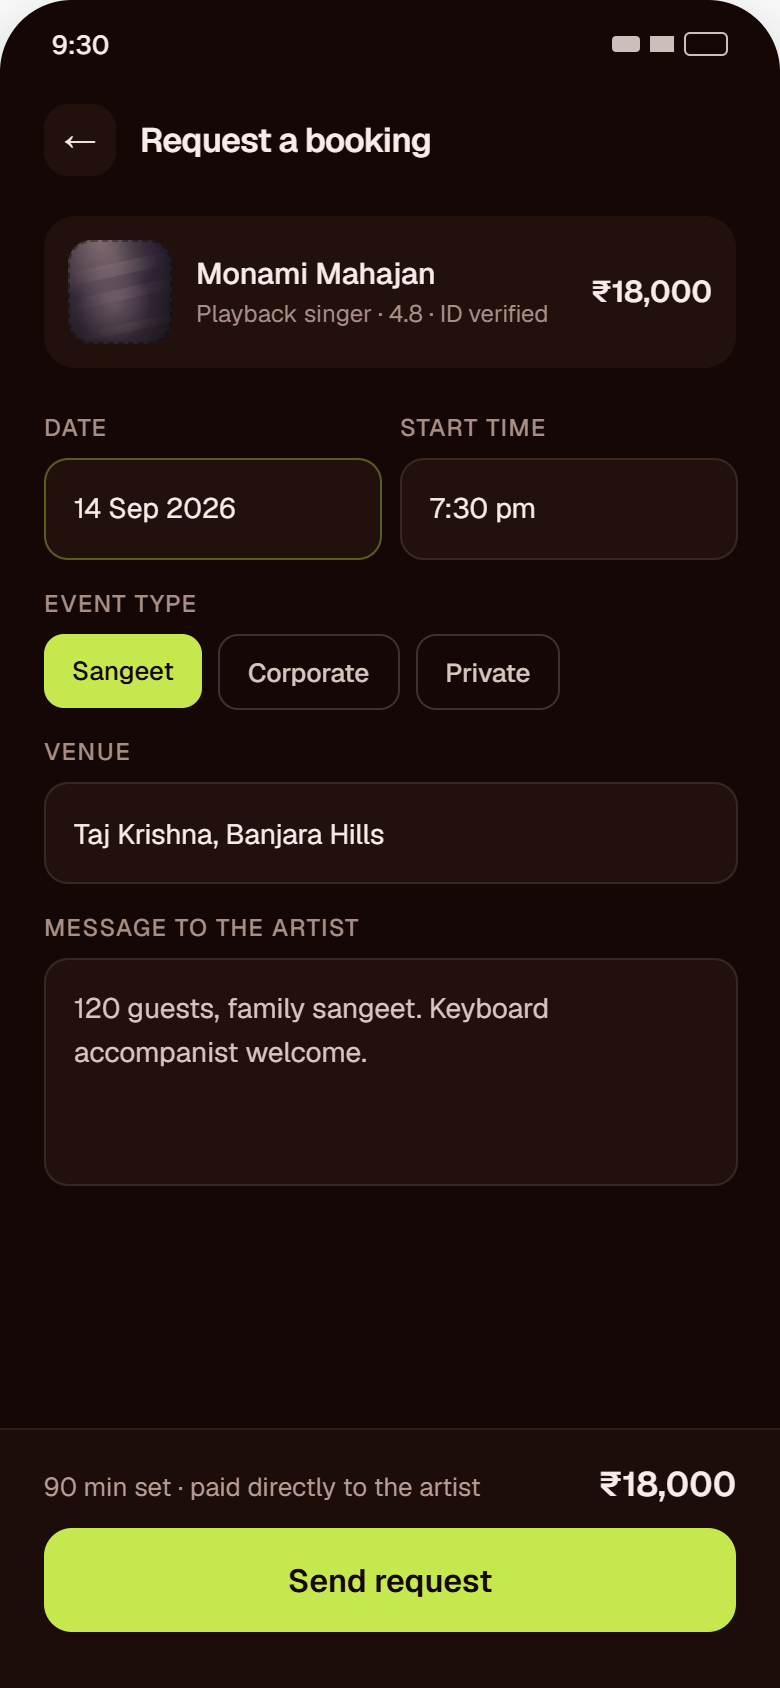 9:30
← Request a booking
Monami Mahajan
Playback singer · 4.8 · ID verified
₹18,000
DATE
START TIME
14 Sep 2026
7:30 pm
EVENT TYPE
Sangeet
Corporate
Private
VENUE
Taj Krishna, Banjara Hills
MESSAGE TO THE ARTIST
120 guests, family sangeet. Keyboard
accompanist welcome.
90 min set · paid directly to the artist
₹18,000
Send request